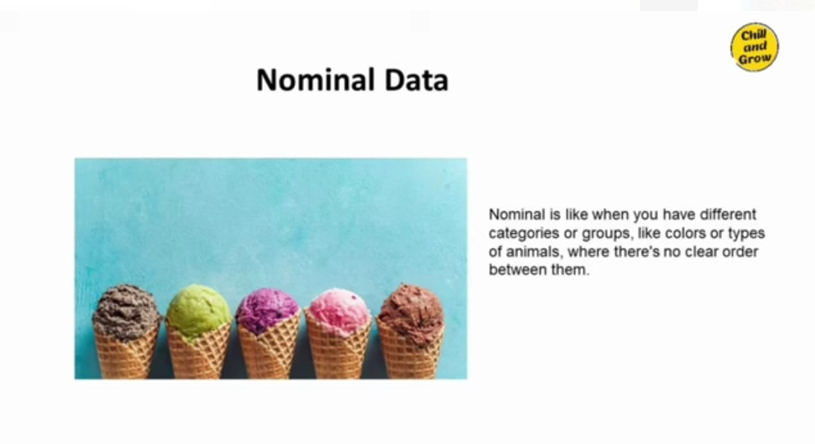 Chill
and
Grow
Nominal Data
Nominal is like when you have different
categories or groups, like colors or types
of animals, where there's no clear order
between them.